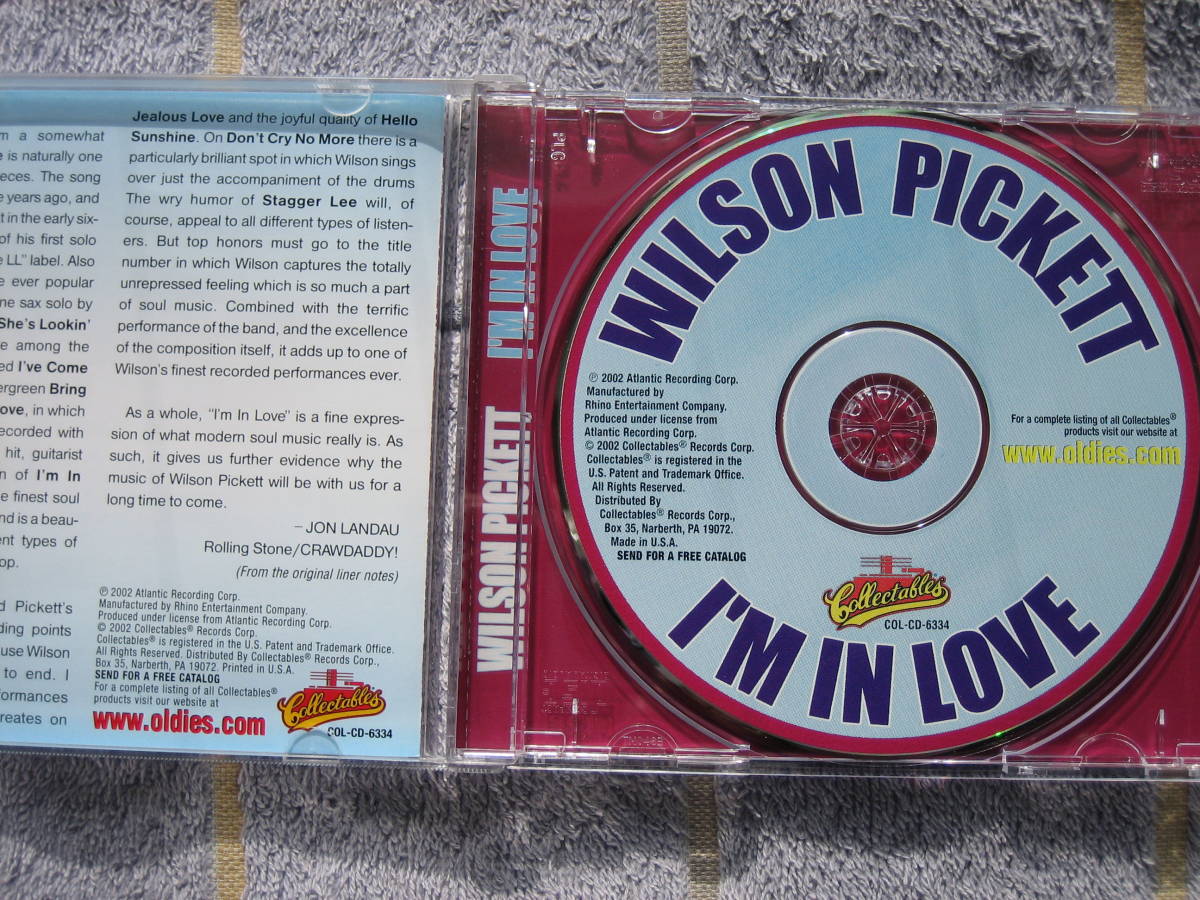 m a somewhat
e is naturally one
eces. The song
e years ago, and
t in the early six-
of his first solo
e LL" label. Also
e ever popular
ne sax solo by
She's Lookin'
e among the
ed I've Come
ergreen Bring
ove, in which
ecorded with
hit, guitarist
n of I'm In
e finest soul
nd is a beau-
ent types of
op.
d Pickett's
ding points
use Wilson
to end. I
formances
reates on
Jealous Love and the joyful quality of Hello
Sunshine. On Don't Cry No More there is a
particularly brilliant spot in which Wilson sings
over just the accompaniment of the drums
The wry humor of Stagger Lee will, of
course, appeal to all different types of listen-
ers. But top honors must go to the title
number in which Wilson captures the totally
unrepressed feeling which is so much a part
of soul music. Combined with the terrific
performance of the band, and the excellence
of the composition itself, it adds up to one of
Wilson's finest recorded performances ever.
As a whole, "I'm In Love" is a fine expres-
sion of what modern soul music really is. As
such, it gives us further evidence why the
music of Wilson Pickett will be with us for a
long time to come.
– JON LANDAU
Rolling Stone/CRAWDADDY!
(From the original liner notes)
℗ 2002 Atlantic Recording Corp.
Manufactured by Rhino Entertainment Company.
Produced under license from Atlantic Recording Corp.
© 2002 Collectables® Records Corp.
Collectables® is registered in the U.S. Patent and Trademark Office.
All Rights Reserved. Distributed By Collectables® Records Corp.,
Box 35, Narberth, PA 19072. Printed in U.S.A.
SEND FOR A FREE CATALOG
For a complete listing of all Collectables®
products visit our website at
www.oldies.com
Collectables
COL-CD-6334
WILSON PICKETT I'M IN LOVE
WILSON PICKETT
℗ 2002 Atlantic Recording Corp.
Manufactured by
Rhino Entertainment Company.
Produced under license from
Atlantic Recording Corp.
© 2002 Collectables® Records Corp.
Collectables® is registered in the
U.S. Patent and Trademark Office.
All Rights Reserved.
Distributed By
Collectables® Records Corp.,
Box 35, Narberth, PA 19072.
Made in U.S.A.
SEND FOR A FREE CATALOG
For a complete listing of all Collectables®
products visit our website at
www.oldies.com
Collectables
COL-CD-6334
I'M IN LOVE